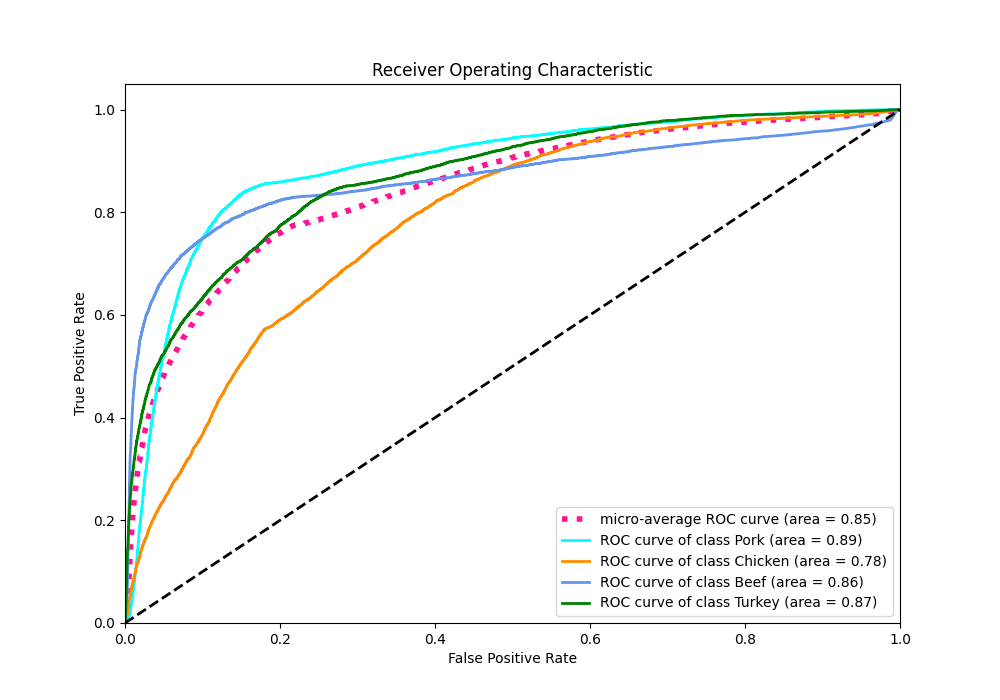 Receiver Operating Characteristic
True Positive Rate
1.0
0.8
0.6
0.4
0.2
0.0
micro-average ROC curve (area = 0.85)
ROC curve of class Pork (area = 0.89)
ROC curve of class Chicken (area = 0.78)
ROC curve of class Beef (area = 0.86)
ROC curve of class Turkey (area = 0.87)
0.0 0.2 0.4 0.6 0.8 1.0
False Positive Rate